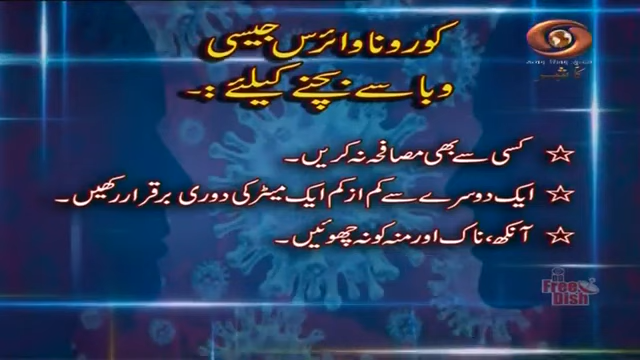 کورونا وائرس جیسی
وبا سے بچنے کیلئے :۔
کسی سے بھی مصافحہ نہ کریں۔
ایک دوسرے سے کم از کم ایک میٹر کی دوری برقرار رکھیں۔
آنکھ، ناک اور منہ کو نہ چھوئیں۔
کاشر
Free
Dish